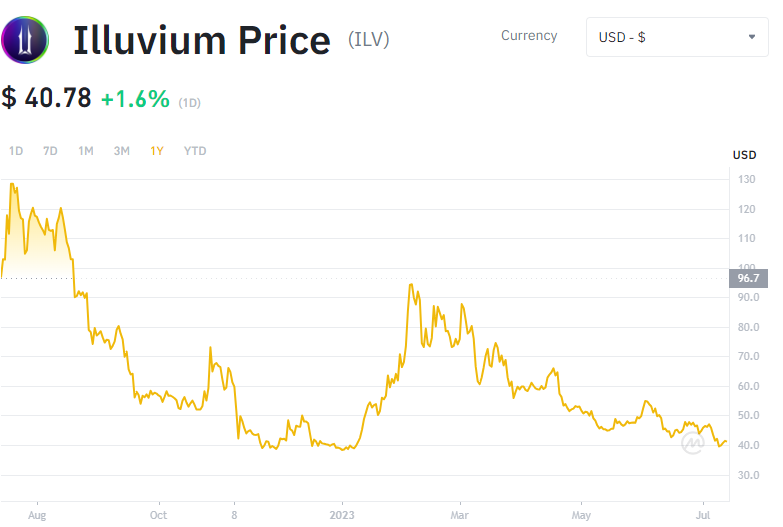 Illuvium Price (ILV)
Currency
USD - $
$ 40.78 +1.6% (1D)
1D 7D 1M 3M 1Y YTD
USD
130
120
110
100
96.7
90.0
80.0
70.0
60.0
50.0
40.0
30.0
Aug Oct 8 2023 Mar May Jul